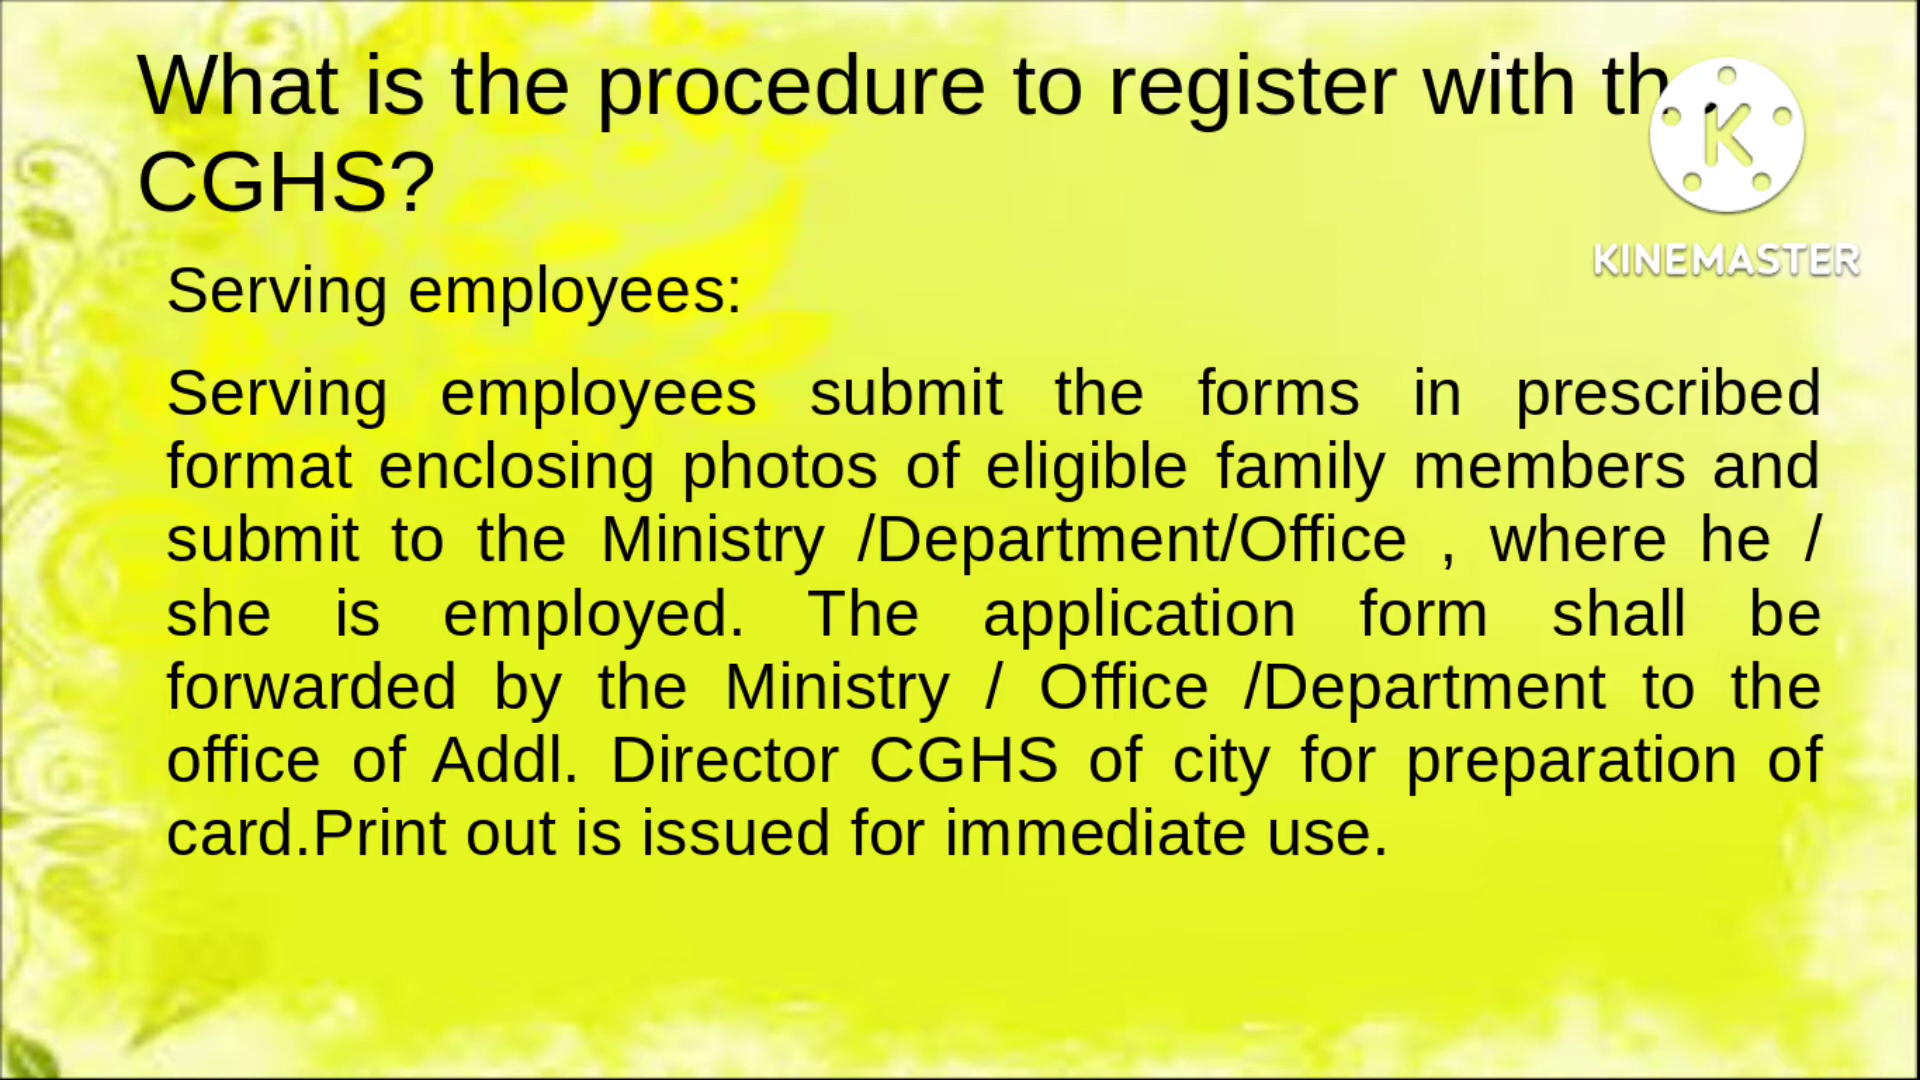 What is the procedure to register with
CGHS?
KINEMASTER
Serving employees:
Serving employees submit the forms in prescribed
format enclosing photos of eligible family members and
submit to the Ministry /Department/Office , where he /
she is employed. The application form shall be
forwarded by the Ministry / Office /Department to the
office of Addl. Director CGHS of city for preparation of
card.Print out is issued for immediate use.